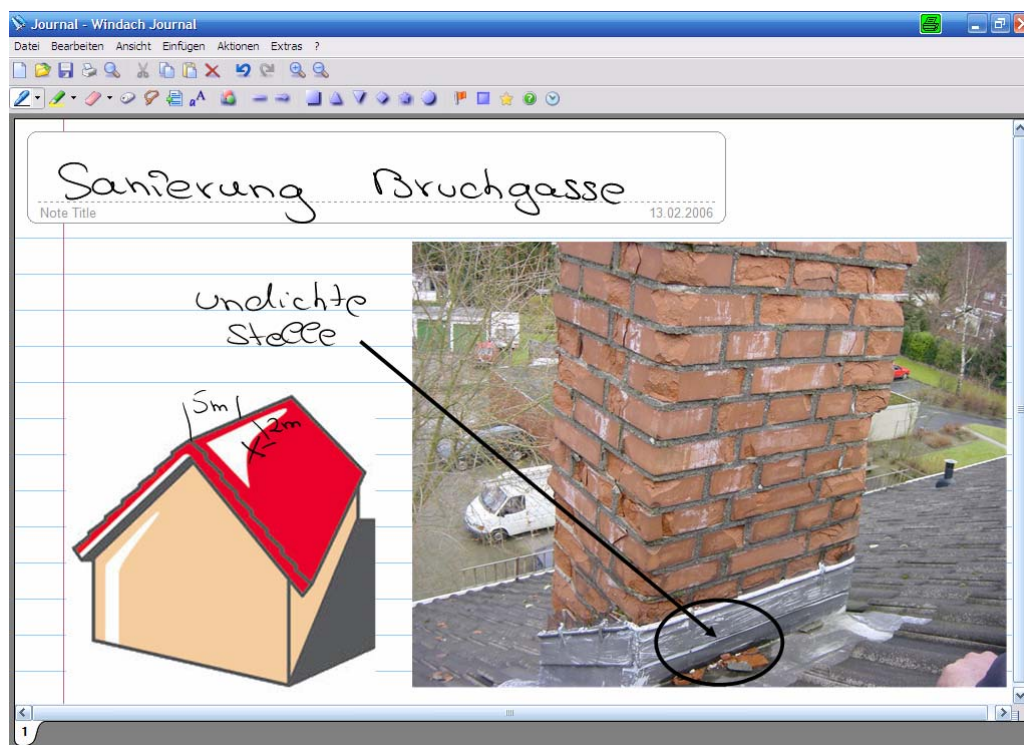 Journal - Windach Journal
Datei Bearbeiten Ansicht Einfügen Aktionen Extras ?
Sanierung Bruchgasse
Note Title 13.02.2006
undichte
Stelle
5m
2m
1